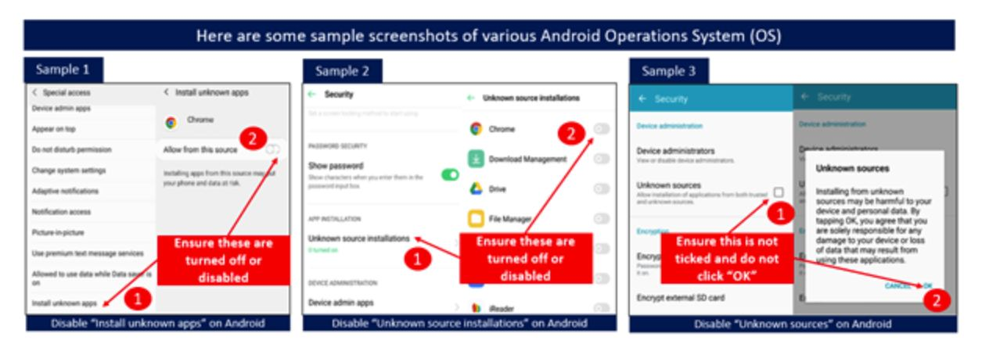 Here are some sample screenshots of various Android Operations System (OS)
Sample 1
Special access
Device admin apps
Appear on top
Do not disturb permission
Change system settings
Adaptive notifications
Notification access
Picture-in-picture
Use premium text message services
Allowed to use data while Data saver is
on
Install unknown apps
1
Install unknown apps
Chrome
2
Allow from this source
Installing apps from this source may put
your phone and data at risk.
Ensure these are
turned off or
disabled
Disable "Install unknown apps" on Android
Sample 2
Security
Set a screen locking method to start using
PASSWORD SECURITY
Show password
Show characters when you enter them in the
password input box.
APP INSTALLATION
Unknown source installations
0 turned on
1
DEVICE ADMINISTRATION
Device admin apps
Unknown source installations
Chrome
2
Download Management
Drive
File Manager
Ensure these are
turned off or
disabled
iReader
Disable "Unknown source installations" on Android
Sample 3
Security
Device administration
Device administrators
View or disable device administrators.
Unknown sources
Allow installation of applications from both trusted
and unknown sources.
1
Encryption
Ensure this is not
ticked and do not
click "OK"
Encryp
Password
it on.
Encrypt external SD card
Security
Device administration
Device administrators
Unknown sources
Installing from unknown
sources may be harmful to your
device and personal data. By
tapping OK, you agree that you
are solely responsible for any
damage to your device or loss
of data that may result from
using these applications.
CANCEL OK
2
Disable "Unknown sources" on Android